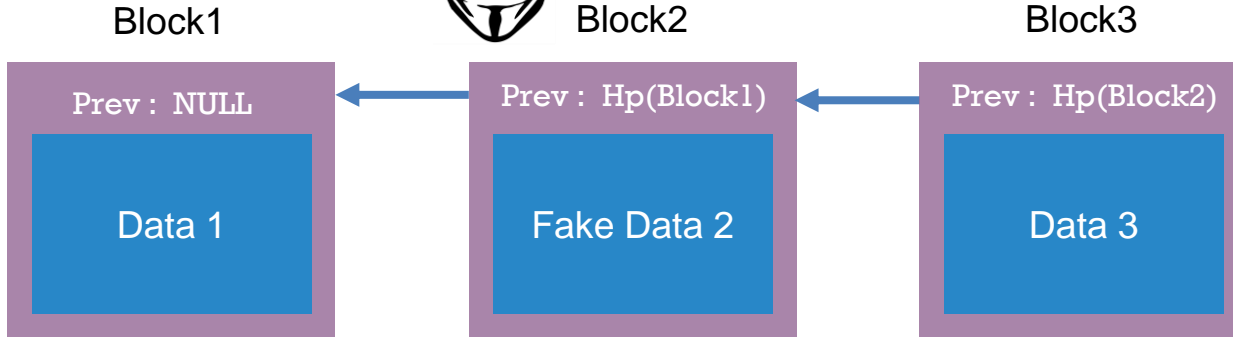 Block1
Block2
Block3
Prev : NULL
Prev : Hp(Block1)
Prev : Hp(Block2)
Data 1
Fake Data 2
Data 3